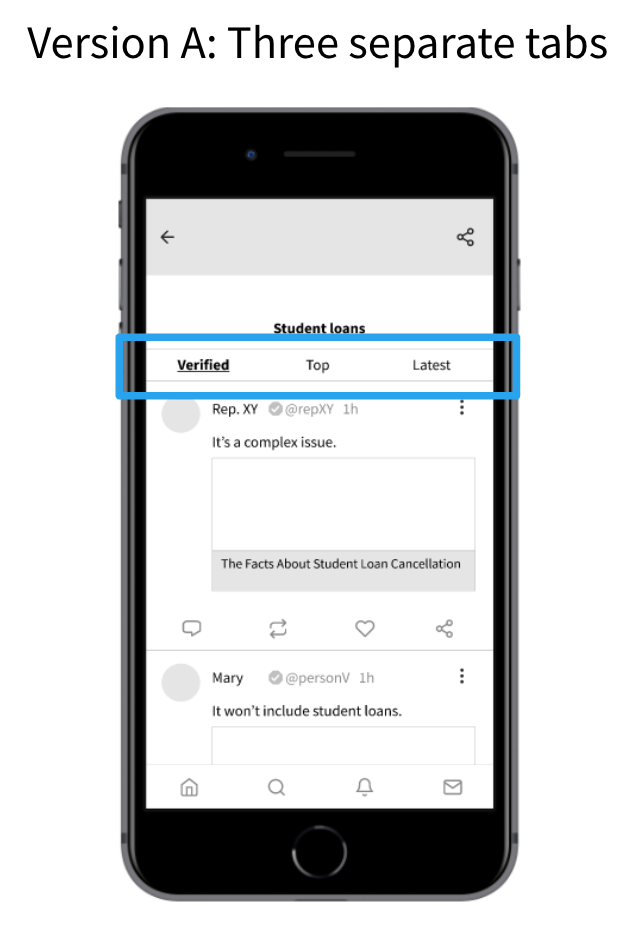 Version A: Three separate tabs
Student loans
Verified Top Latest
Rep. XY @repXY 1h
It's a complex issue.
The Facts About Student Loan Cancellation
Mary @personV 1h
It won't include student loans.